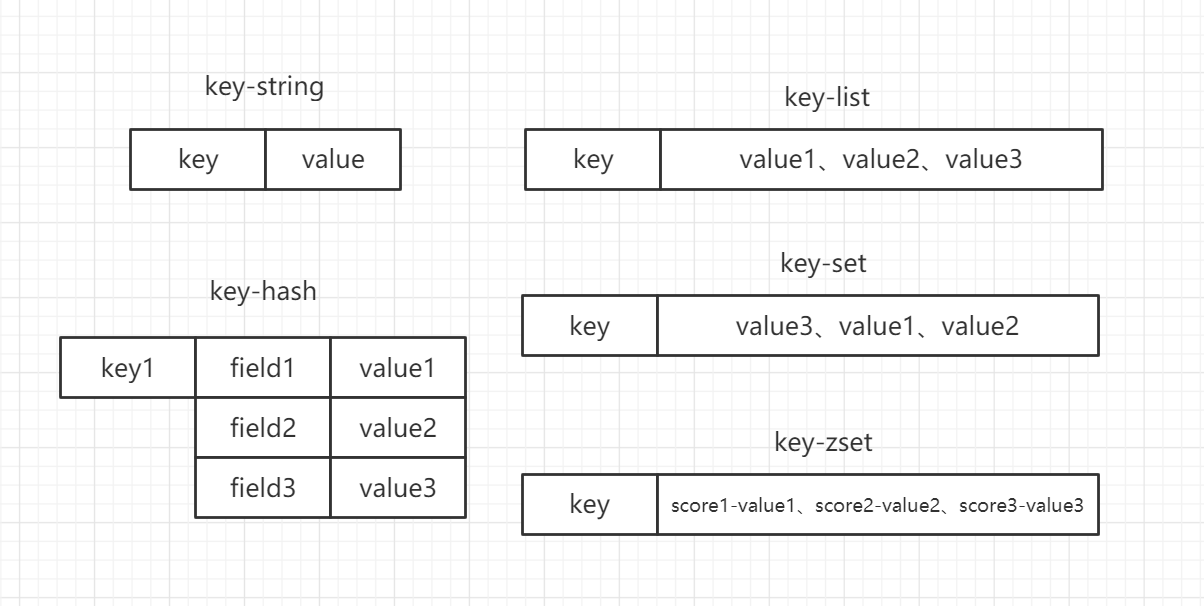 key-string
key value
key-list
key value1、value2、value3
key-hash
key1 field1 value1
field2 value2
field3 value3
key-set
key value3、value1、value2
key-zset
key score1-value1、score2-value2、score3-value3